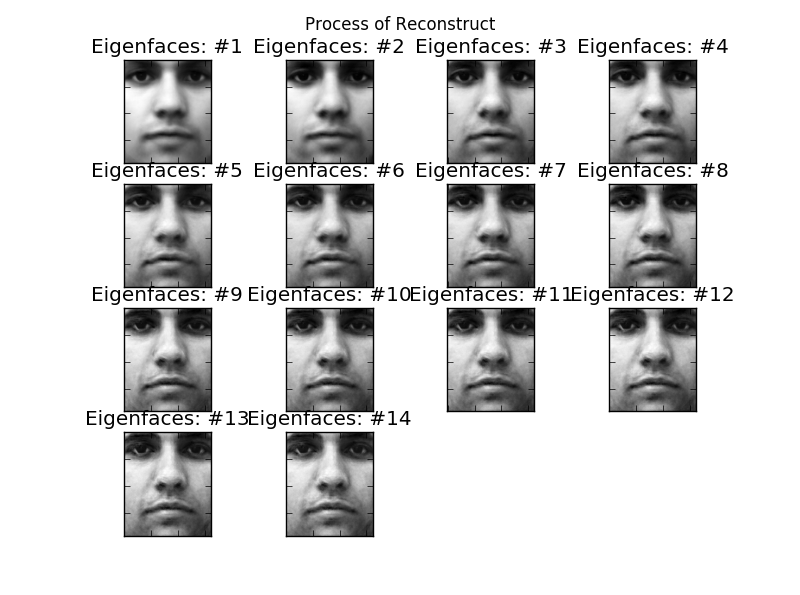 Process of Reconstruct
Eigenfaces: #1 Eigenfaces: #2 Eigenfaces: #3 Eigenfaces: #4
Eigenfaces: #5 Eigenfaces: #6 Eigenfaces: #7 Eigenfaces: #8
Eigenfaces: #9 Eigenfaces: #10 Eigenfaces: #11 Eigenfaces: #12
Eigenfaces: #13 Eigenfaces: #14